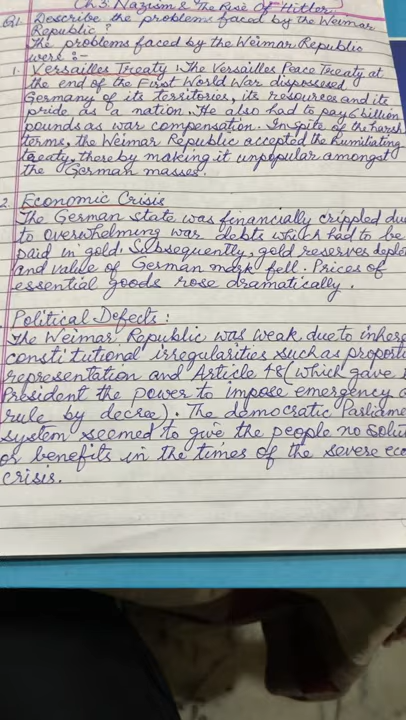 Ch 3. Nazism & The Rise Of Hitler
Q1. Describe the problems faced by the Weimar
Republic?
The problems faced by the Weimar Republic
were :-
1. Versailles Treaty : The Versailles Peace Treaty at
the end of the First World War dispossessed
Germany of its territories, its resources and its
pride as a nation. He also had to pay 6 billion
pounds as war compensation. Inspite of the harsh
terms, the Weimar Republic accepted the humiliating
treaty, there by making it unpopular amongst
the German masses.
2. Economic Crisis
The German state was financially crippled due
to overwhelming war debts which had to be
paid in gold. Subsequently, gold reserves deple
and value of German mark fell. Prices of
essential goods rose dramatically.
Political Defects :
The Weimar Republic was weak due to inher
constitutional irregularities such as proporti
representation and Article 48 (which gave
President the power to impose emergency a
rule by decree). The democratic Parliame
system seemed to give the people no solut
or benefits in the times of the severe eco
crisis.